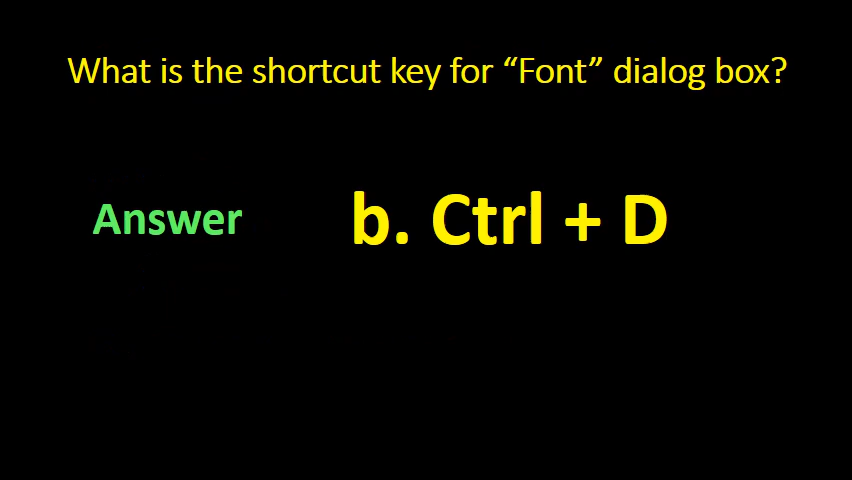 What is the shortcut key for “Font” dialog box?
Answer b. Ctrl + D